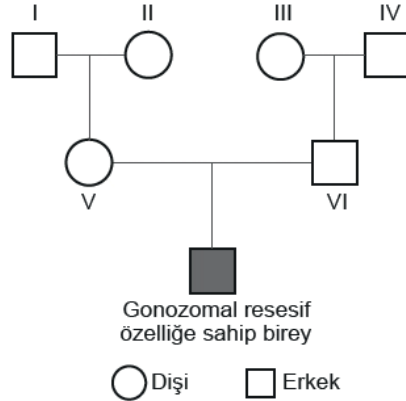 I II III IV
V VI
Gonozomal resesif
özelliğe sahip birey
Dişi Erkek